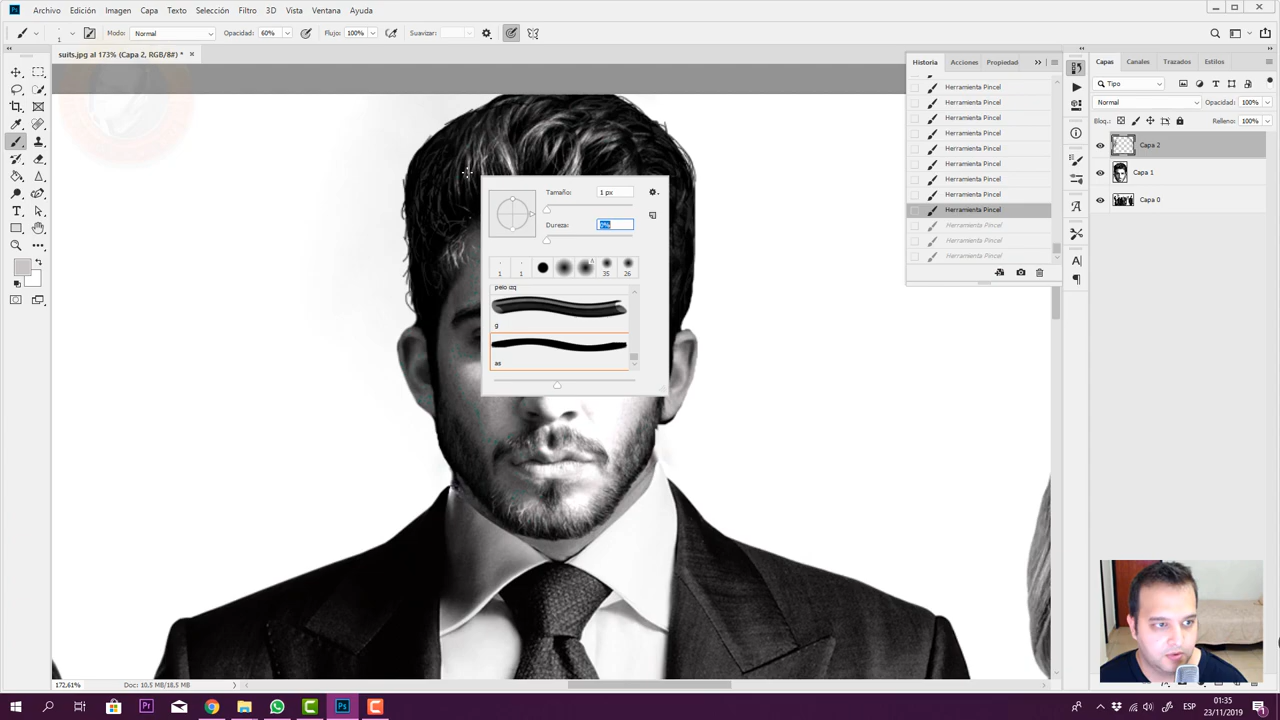 Ps Archivo Edición Imagen Capa Texto Selección Filtro 3D Vista Ventana Ayuda
1 Modo: Normal Opacidad: 60% Flujo: 100% Suavizar:
suits.jpg al 173% (Capa 2, RGB/8#) *
Historia Acciones Propiedad
Capas Canales Trazados Estilos
Tipo
Normal Opacidad: 100%
Bloq.: Relleno: 100%
Herramienta Pincel
Herramienta Pincel
Herramienta Pincel
Herramienta Pincel
Herramienta Pincel
Herramienta Pincel
Herramienta Pincel
Herramienta Pincel
Herramienta Pincel
Herramienta Pincel
Herramienta Pincel
Herramienta Pincel
Capa 2
Capa 1
Capa 0
Tamaño: 1 px
Dureza: 0%
1 1 35 26
pelo izq
g
as
172,61% Doc: 10,5 MB/18,5 MB
Pr Ps ESP 01:35
23/11/2019